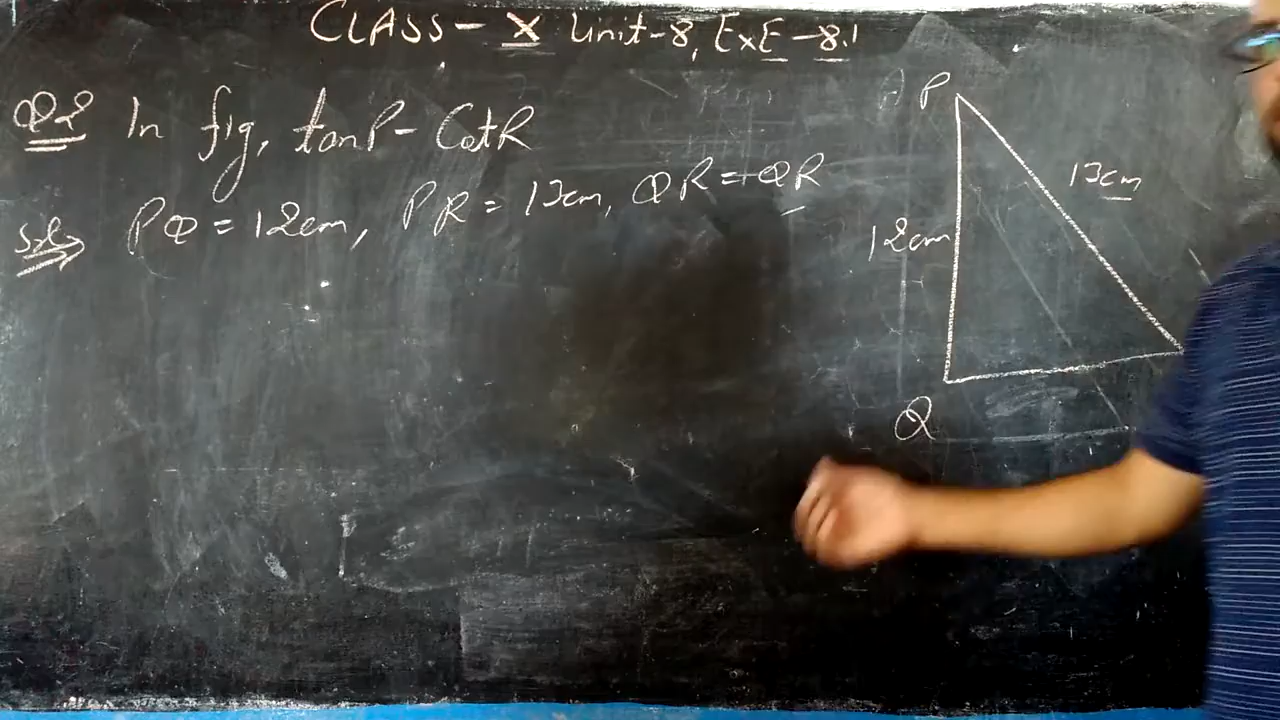 CLASS - X Unit-8, ExE-8.1
Q2 In fig, tanP - CotR
Sol PQ = 12cm, PR = 13cm, QR = QR
P
13cm
12cm
Q